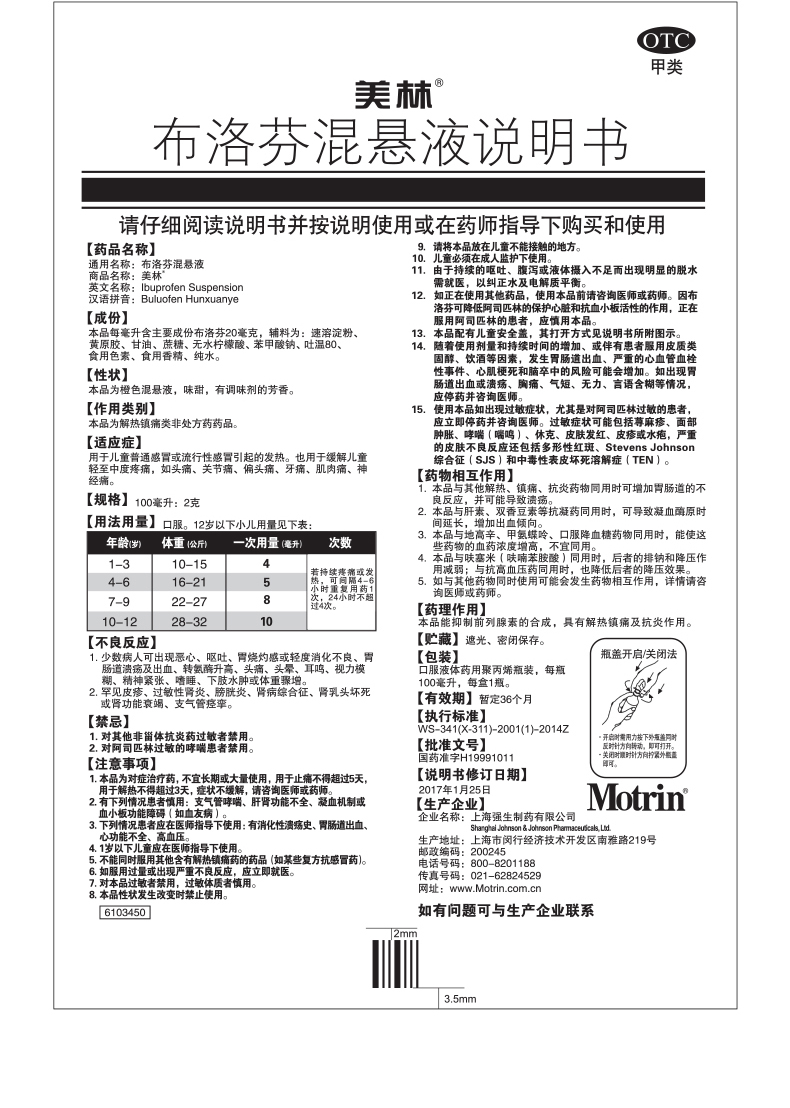 OTC
甲类
美林®
布洛芬混悬液说明书
请仔细阅读说明书并按说明使用或在药师指导下购买和使用
【药品名称】
通用名称：布洛芬混悬液
商品名称：美林*
英文名称：Ibuprofen Suspension
汉语拼音：Buluofen Hunxuanye
【成份】
本品每毫升含主要成份布洛芬20毫克，辅料为：速溶淀粉、
黄原胶、甘油、蔗糖、无水柠檬酸、苯甲酸钠、吐温80、
食用色素、食用香精、纯水。
【性状】
本品为橙色混悬液，味甜，有调味剂的芳香。
【作用类别】
本品为解热镇痛类非处方药药品。
【适应症】
用于儿童普通感冒或流行性感冒引起的发热。也用于缓解儿童
轻至中度疼痛，如头痛、关节痛、偏头痛、牙痛、肌肉痛、神
经痛。
【规格】100毫升：2克
【用法用量】口服。12岁以下小儿用量见下表：
年龄(岁) 体重(公斤) 一次用量(毫升) 次数
1–3 10–15 4
4–6 16–21 5
7–9 22–27 8
10–12 28–32 10
若持续疼痛或发
热，可间隔4-6
小时重复用药1
次，24小时不超
过4次。
【不良反应】
1. 少数病人可出现恶心、呕吐、胃烧灼感或轻度消化不良、胃
肠道溃疡及出血、转氨酶升高、头痛、头晕、耳鸣、视力模
糊、精神紧张、嗜睡、下肢水肿或体重骤增。
2. 罕见皮疹、过敏性肾炎、膀胱炎、肾病综合征、肾乳头坏死
或肾功能衰竭、支气管痉挛。
【禁忌】
1. 对其他非甾体抗炎药过敏者禁用。
2. 对阿司匹林过敏的哮喘患者禁用。
【注意事项】
1. 本品为对症治疗药，不宜长期或大量使用，用于止痛不得超过5天，
用于解热不得超过3天，症状不缓解，请咨询医师或药师。
2. 有下列情况患者慎用：支气管哮喘、肝肾功能不全、凝血机制或
血小板功能障碍（如血友病）。
3. 下列情况患者应在医师指导下使用：有消化性溃疡史、胃肠道出血、
心功能不全、高血压。
4. 1岁以下儿童应在医师指导下使用。
5. 不能同时服用其他含有解热镇痛药的药品（如某些复方抗感冒药）。
6. 如服用过量或出现严重不良反应，应立即就医。
7. 对本品过敏者禁用，过敏体质者慎用。
8. 本品性状发生改变时禁止使用。
6103450
9. 请将本品放在儿童不能接触的地方。
10. 儿童必须在成人监护下使用。
11. 由于持续的呕吐、腹泻或液体摄入不足而出现明显的脱水
需就医，以纠正水及电解质平衡。
12. 如正在使用其他药品，使用本品前请咨询医师或药师。因布
洛芬可降低阿司匹林的保护心脏和抗血小板活性的作用，正在
服用阿司匹林的患者，应慎用本品。
13. 本品配有儿童安全盖，其打开方式见说明书所附图示。
14. 随着使用剂量和持续时间的增加、或伴有患者服用皮质类
固醇、饮酒等因素，发生胃肠道出血、严重的心血管血栓
性事件、心肌梗死和脑卒中的风险可能会增加。如出现胃
肠道出血或溃疡、胸痛、气短、无力、言语含糊等情况，
应停药并咨询医师。
15. 使用本品如出现过敏症状，尤其是对阿司匹林过敏的患者，
应立即停药并咨询医师。过敏症状可能包括荨麻疹、面部
肿胀、哮喘（喘鸣）、休克、皮肤发红、皮疹或水疱，严重
的皮肤不良反应还包括多形性红斑、Stevens Johnson
综合征（SJS）和中毒性表皮坏死溶解症（TEN）。
【药物相互作用】
1. 本品与其他解热、镇痛、抗炎药物同用时可增加胃肠道的不
良反应，并可能导致溃疡。
2. 本品与肝素、双香豆素等抗凝药同用时，可导致凝血酶原时
间延长，增加出血倾向。
3. 本品与地高辛、甲氨蝶呤、口服降血糖药物同用时，能使这
些药物的血药浓度增高，不宜同用。
4. 本品与呋塞米（呋喃苯胺酸）同用时，后者的排钠和降压作
用减弱；与抗高血压药同用时，也降低后者的降压效果。
5. 如与其他药物同时使用可能会发生药物相互作用，详情请咨
询医师或药师。
【药理作用】
本品能抑制前列腺素的合成，具有解热镇痛及抗炎作用。
【贮藏】遮光、密闭保存。
【包装】
口服液体药用聚丙烯瓶装，每瓶
100毫升，每盒1瓶。
【有效期】暂定36个月
【执行标准】
WS–341(X-311)–2001(1)–2014Z
【批准文号】
国药准字H19991011
【说明书修订日期】
2017年1月25日
【生产企业】
企业名称：上海强生制药有限公司
Shanghai Johnson & Johnson Pharmaceuticals, Ltd.
生产地址：上海市闵行经济技术开发区南雅路219号
邮政编码：200245
电话号码：800–8201188
传真号码：021–62824529
网址：www.Motrin.com.cn
如有问题可与生产企业联系
瓶盖开启/关闭法
· 开启时需用力按下外瓶盖同时
反时针方向转动，即可打开。
· 关闭时顺时针方向拧紧外瓶盖
即可。
Motrin®
2mm
3.5mm